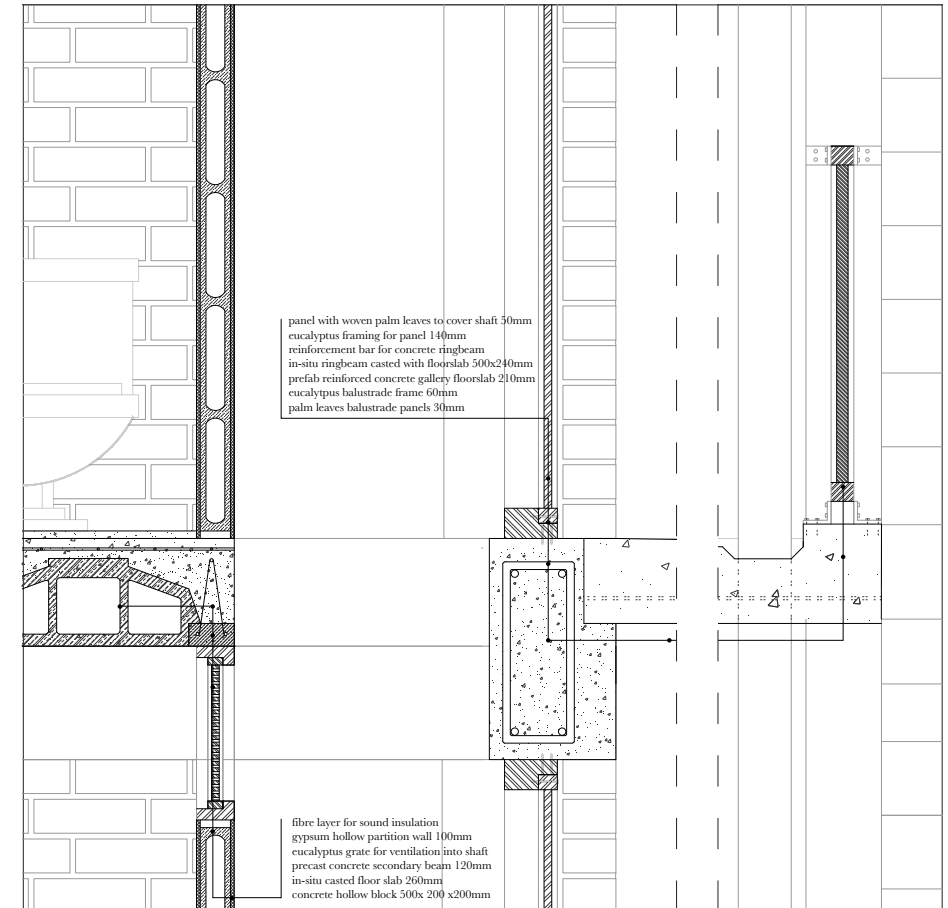 panel with woven palm leaves to cover shaft 50mm
eucalyptus framing for panel 140mm
reinforcement bar for concrete ringbeam
in-situ ringbeam casted with floorslab 500x240mm
prefab reinforced concrete gallery floorslab 210mm
eucalytpus balustrade frame 60mm
palm leaves balustrade panels 30mm
fibre layer for sound insulation
gypsum hollow partition wall 100mm
eucalyptus grate for ventilation into shaft
precast concrete secondary beam 120mm
in-situ casted floor slab 260mm
concrete hollow block 500x 200 x200mm